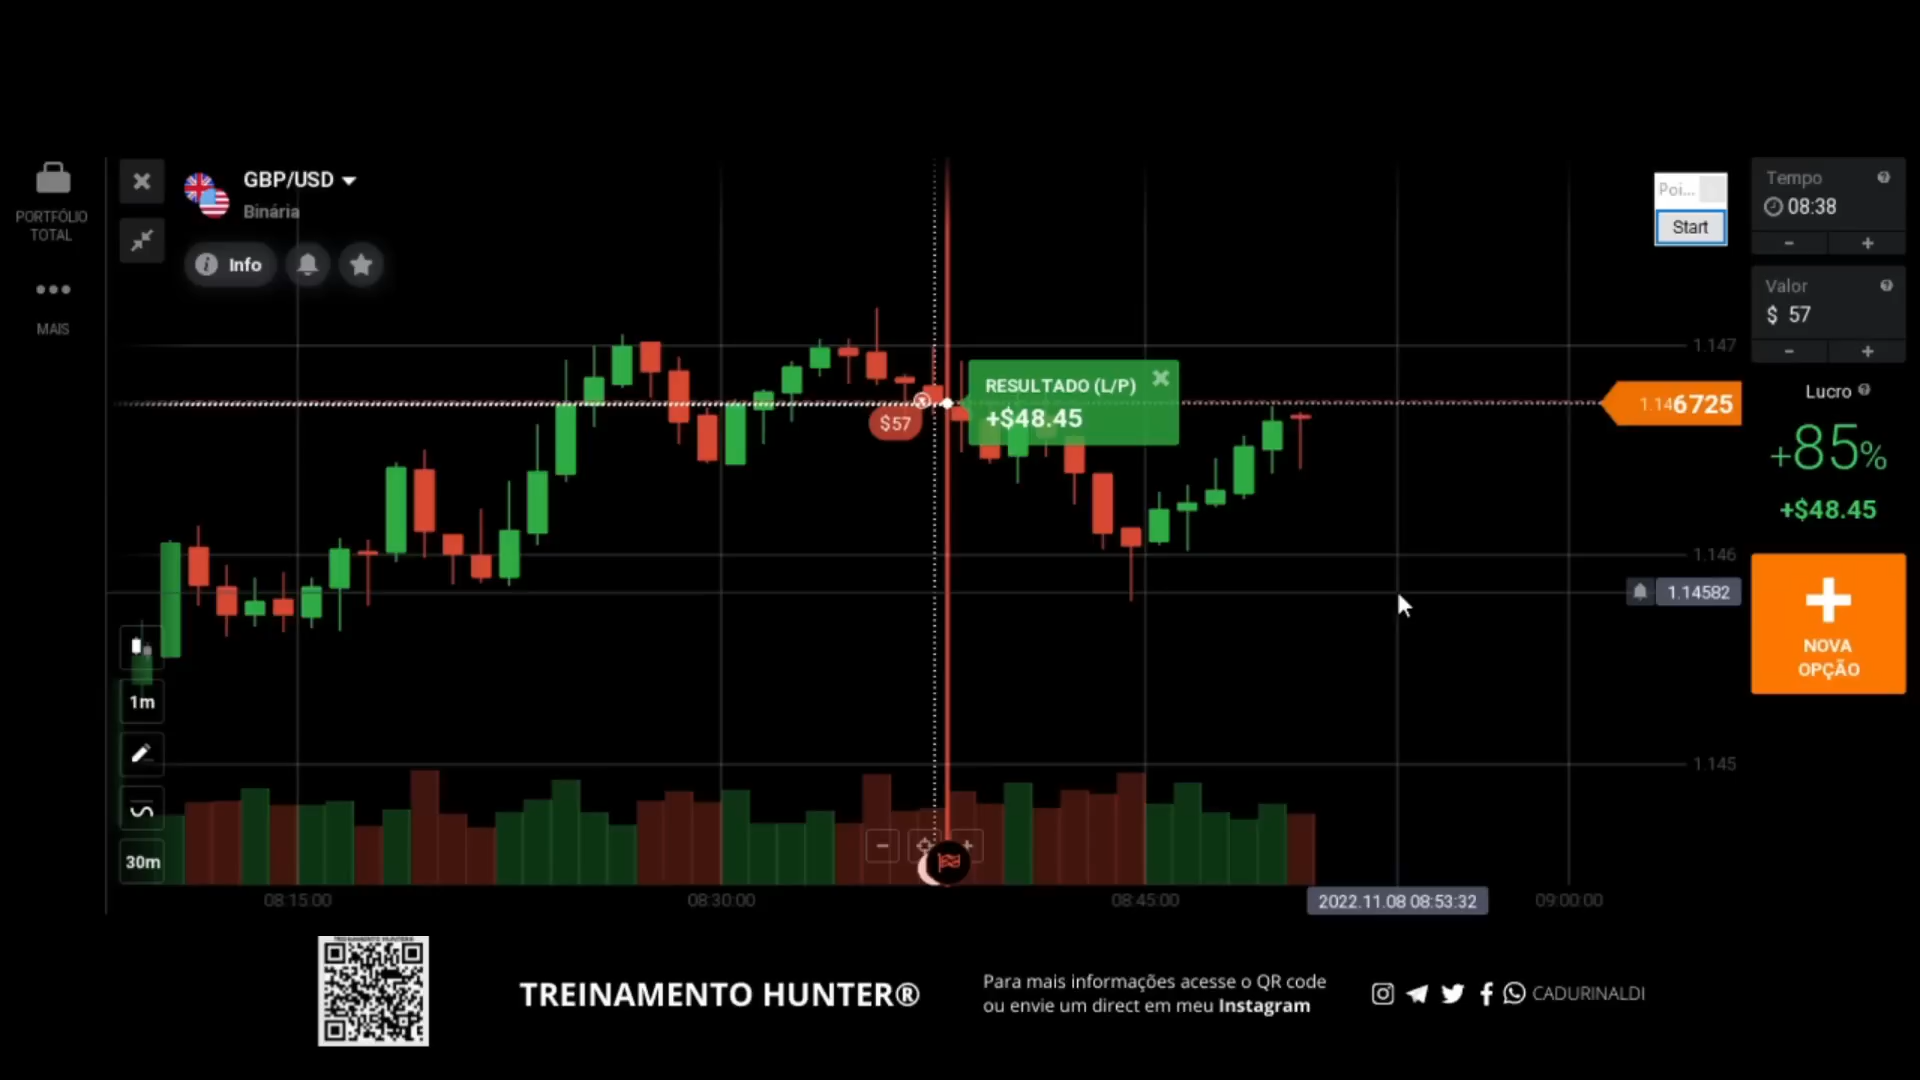 PORTFÓLIO
TOTAL
MAIS
GBP/USD
Binária
Info
Poi...
Start
Tempo
08:38
-
+
Valor
$ 57
-
+
Lucro
+85%
+$48.45
NOVA
OPÇÃO
RESULTADO (L/P)
+$48.45
$57
1.147
1.146725
1.146
1.14582
1.145
1m
30m
-
+
08:15:00
08:30:00
08:45:00
2022.11.08 08:53:32
09:00:00
TREINAMENTO HUNTER®
TREINAMENTO HUNTER®
Para mais informações acesse o QR code
ou envie um direct em meu Instagram
CADURINALDI